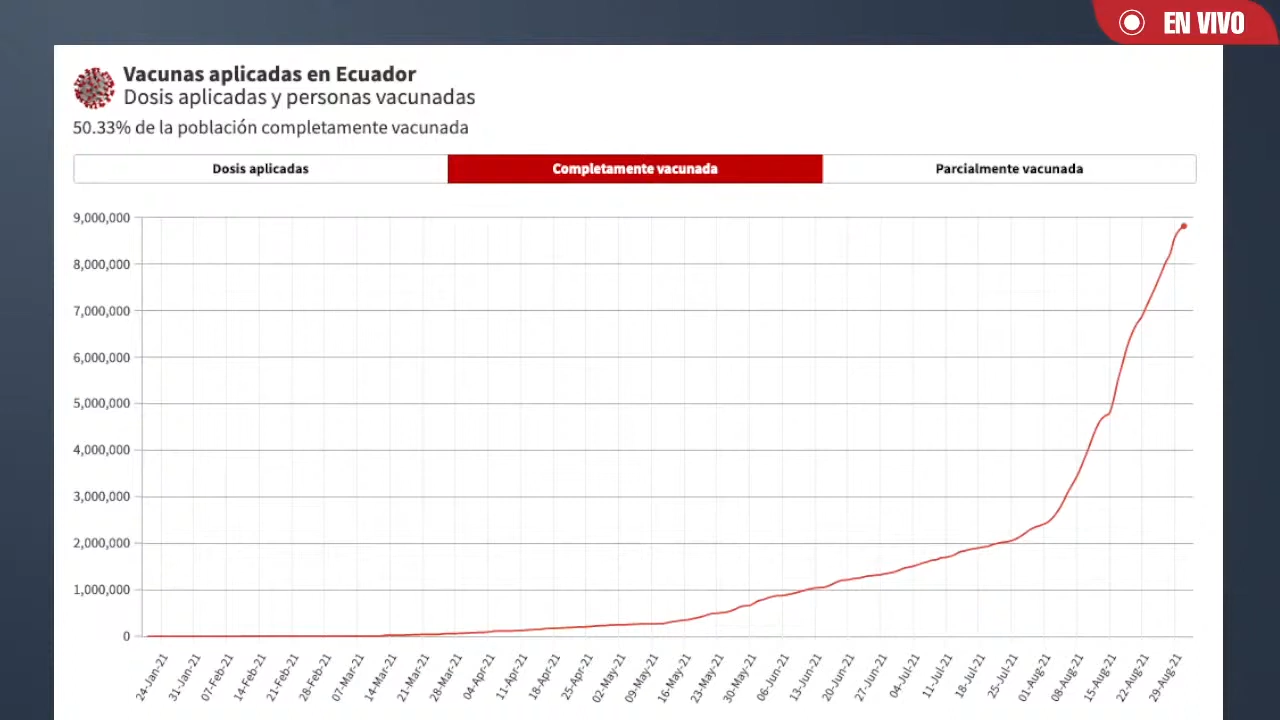 EN VIVO
Vacunas aplicadas en Ecuador
Dosis aplicadas y personas vacunadas
50.33% de la población completamente vacunada
Dosis aplicadas
Completamente vacunada
Parcialmente vacunada
9,000,000
8,000,000
7,000,000
6,000,000
5,000,000
4,000,000
3,000,000
2,000,000
1,000,000
0
24-Jan-21
31-Jan-21
07-Feb-21
14-Feb-21
21-Feb-21
28-Feb-21
07-Mar-21
14-Mar-21
21-Mar-21
28-Mar-21
04-Apr-21
11-Apr-21
18-Apr-21
25-Apr-21
02-May-21
09-May-21
16-May-21
23-May-21
30-May-21
06-Jun-21
13-Jun-21
20-Jun-21
27-Jun-21
04-Jul-21
11-Jul-21
18-Jul-21
25-Jul-21
01-Aug-21
08-Aug-21
15-Aug-21
22-Aug-21
29-Aug-21